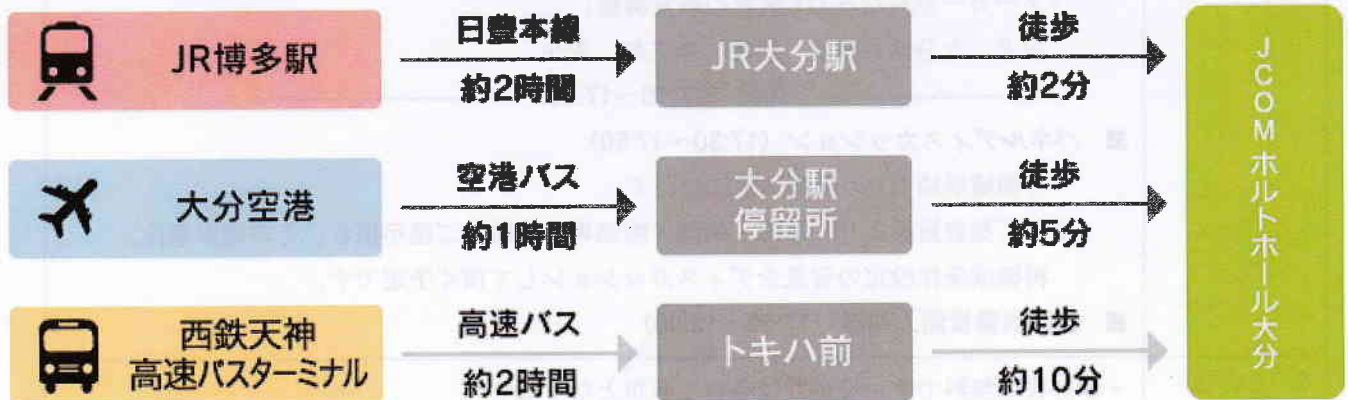 JR博多駅
日豊本線
約2時間
JR大分駅
徒歩
約2分
大分空港
空港バス
約1時間
大分駅
停留所
徒歩
約5分
西鉄天神
高速バスターミナル
高速バス
約2時間
トキハ前
徒歩
約10分
JCOMホルトホール大分